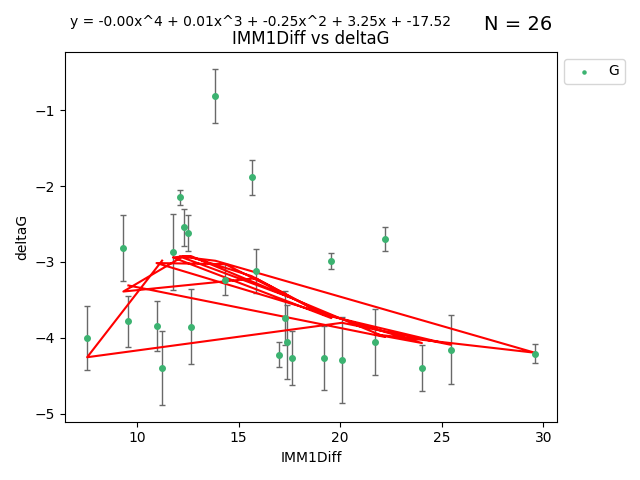 y = -0.00x^4 + 0.01x^3 + -0.25x^2 + 3.25x + -17.52
N = 26
IMM1Diff vs deltaG
G
deltaG
−1
−2
−3
−4
−5
10 15 20 25 30
IMM1Diff